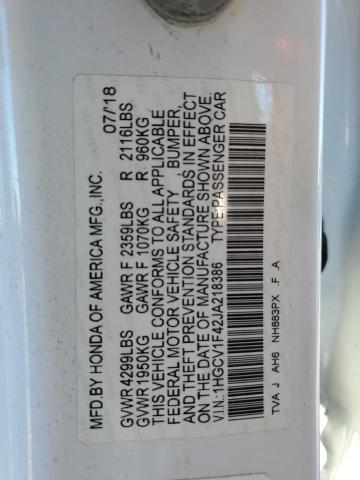 MFD.BY HONDA OF AMERICA MFG.,INC. 07/18
GVWR 4299LBS GAWR F 2359LBS R 2116LBS
GVWR 1950KG GAWR F 1070KG R 960KG
THIS VEHICLE CONFORMS TO ALL APPLICABLE
FEDERAL MOTOR VEHICLE SAFETY BUMPER,
AND THEFT PREVENTION STANDARDS IN EFFECT
ON THE DATE OF MANUFACTURE SHOWN ABOVE.
V.I.N.:1HGCV1F42JA218386 TYPE:PASSENGER CAR
TVA J AH6 NH883PX .F .A